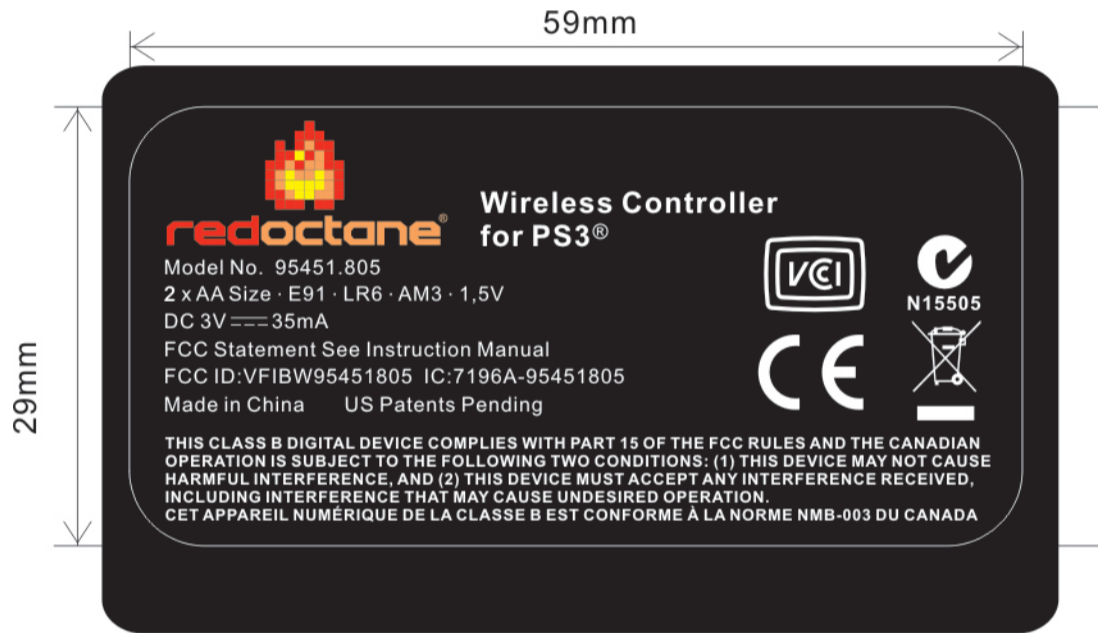 59mm
29mm
redoctane®
Wireless Controller
for PS3®
Model No. 95451.805
2 x AA Size · E91 · LR6 · AM3 · 1,5V
DC 3V ⎓ 35mA
FCC Statement See Instruction Manual
FCC ID:VFIBW95451805 IC:7196A-95451805
Made in China US Patents Pending
VCI
N15505
CE
THIS CLASS B DIGITAL DEVICE COMPLIES WITH PART 15 OF THE FCC RULES AND THE CANADIAN
OPERATION IS SUBJECT TO THE FOLLOWING TWO CONDITIONS: (1) THIS DEVICE MAY NOT CAUSE
HARMFUL INTERFERENCE, AND (2) THIS DEVICE MUST ACCEPT ANY INTERFERENCE RECEIVED,
INCLUDING INTERFERENCE THAT MAY CAUSE UNDESIRED OPERATION.
CET APPAREIL NUMÉRIQUE DE LA CLASSE B EST CONFORME À LA NORME NMB-003 DU CANADA